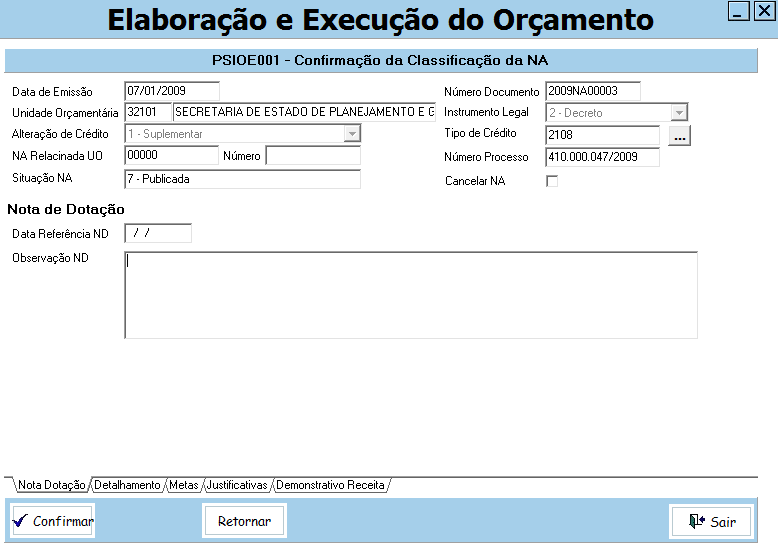 Elaboração e Execução do Orçamento
PSIOE001 - Confirmação da Classificação da NA
Data de Emissão 07/01/2009 Número Documento 2009NA00003
Unidade Orçamentária 32101 SECRETARIA DE ESTADO DE PLANEJAMENTO E G Instrumento Legal 2 - Decreto
Alteração de Crédito 1 - Suplementar Tipo de Crédito 2108 ...
NA Relacinada UO 00000 Número Número Processo 410.000.047/2009
Situação NA 7 - Publicada Cancelar NA
Nota de Dotação
Data Referência ND / /
Observação ND
Nota Dotação Detalhamento Metas Justificativas Demonstrativo Receita
Confirmar Retornar Sair